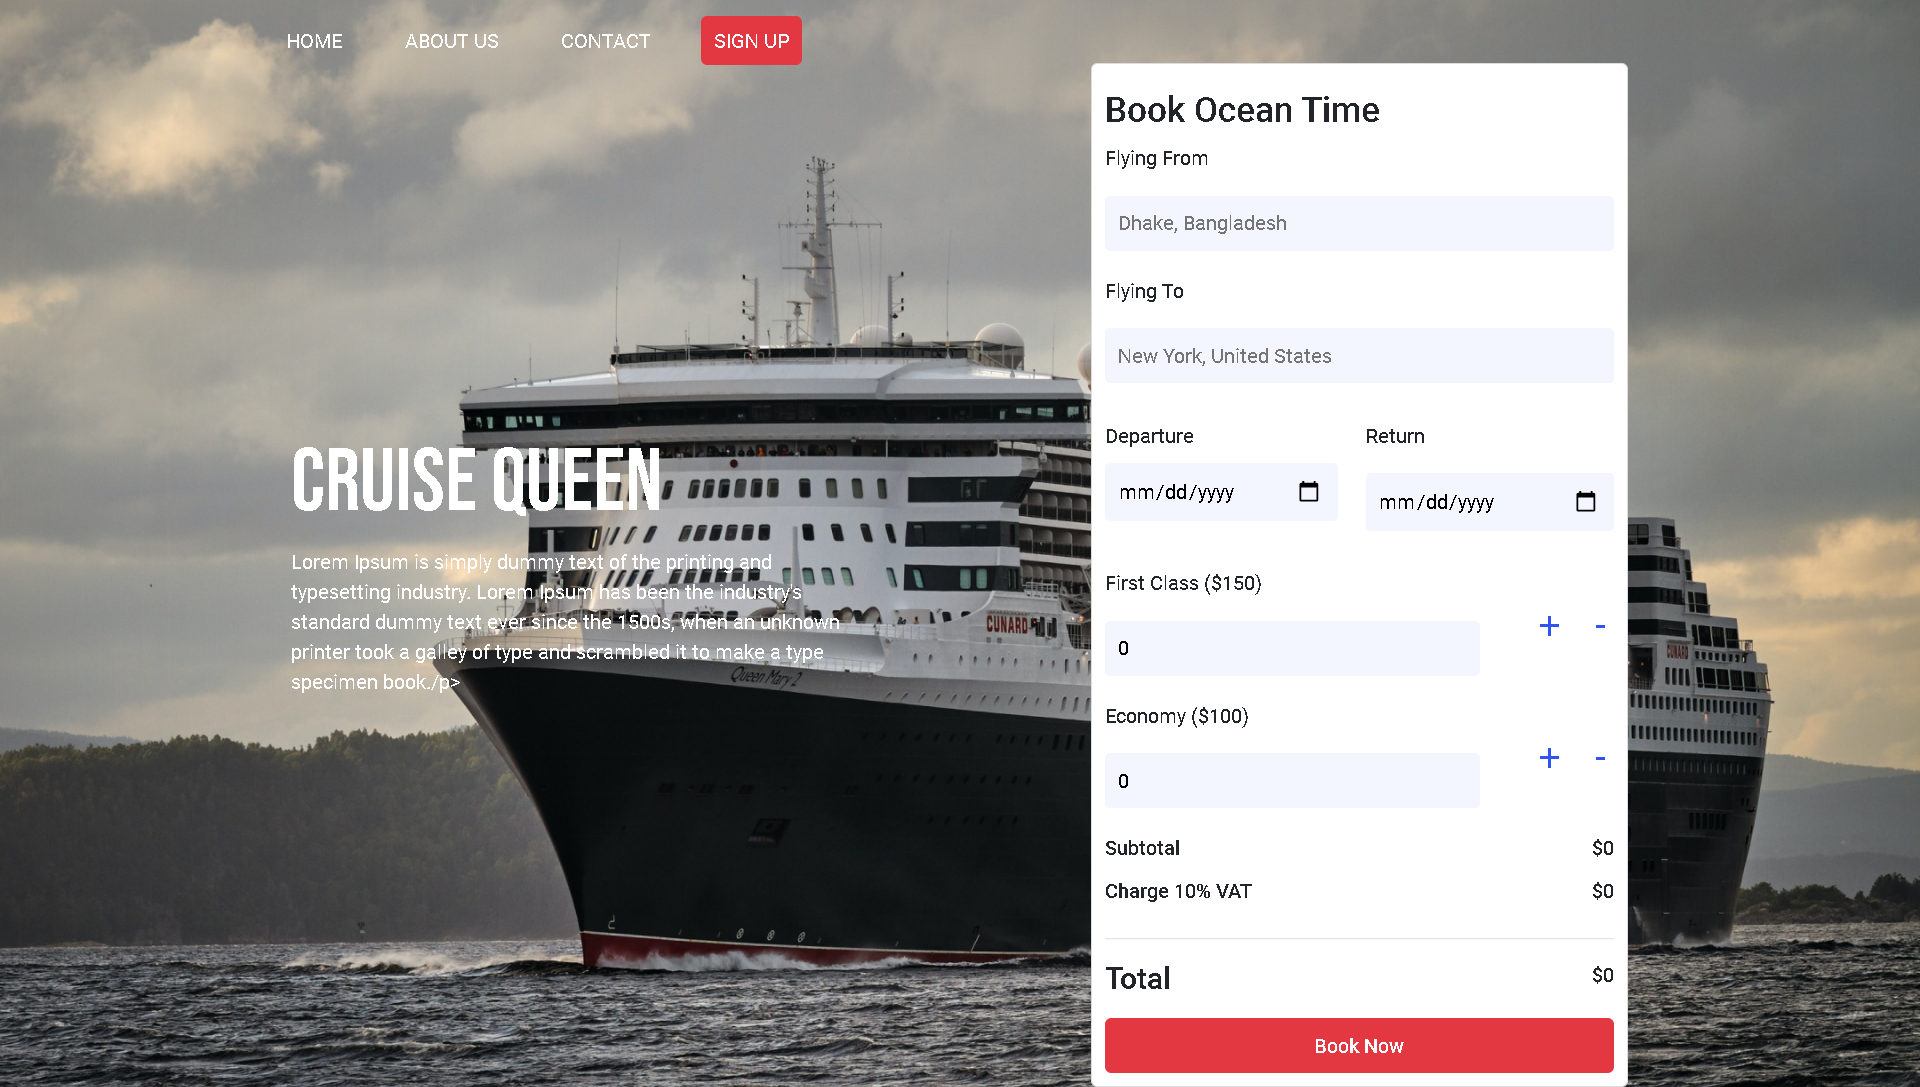 HOME ABOUT US CONTACT SIGN UP
CRUISE QUEEN
Lorem Ipsum is simply dummy text of the printing and
typesetting industry. Lorem Ipsum has been the industry's
standard dummy text ever since the 1500s, when an unknown
printer took a galley of type and scrambled it to make a type
specimen book./p>
CUNARD
Queen Mary 2
Book Ocean Time
Flying From
Dhake, Bangladesh
Flying To
New York, United States
Departure Return
mm/dd/yyyy mm/dd/yyyy
First Class ($150)
0 + -
Economy ($100)
0 + -
Subtotal $0
Charge 10% VAT $0
Total $0
Book Now
CUNARD